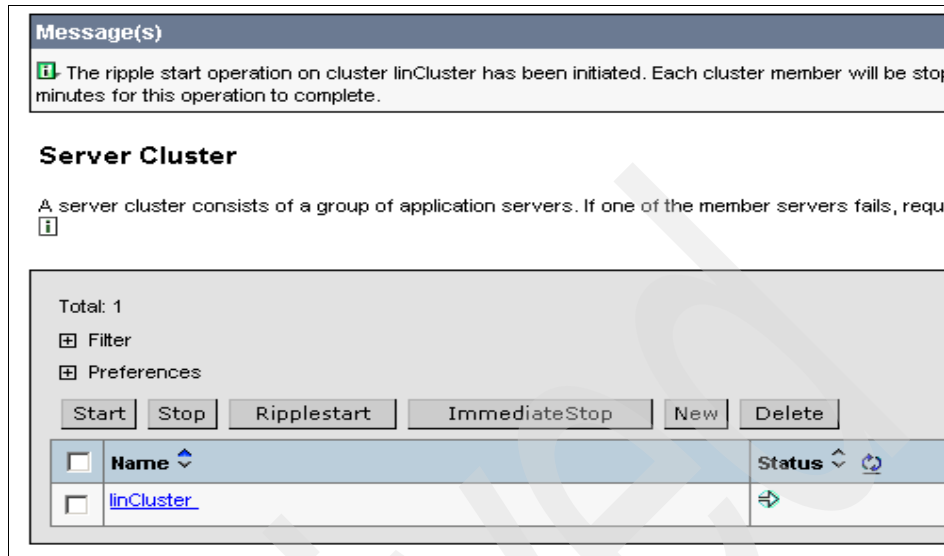 Message(s)
The ripple start operation on cluster linCluster has been initiated. Each cluster member will be stop
minutes for this operation to complete.
Server Cluster
A server cluster consists of a group of application servers. If one of the member servers fails, requ
Total: 1
Filter
Preferences
Start Stop Ripplestart ImmediateStop New Delete
Name Status
linCluster